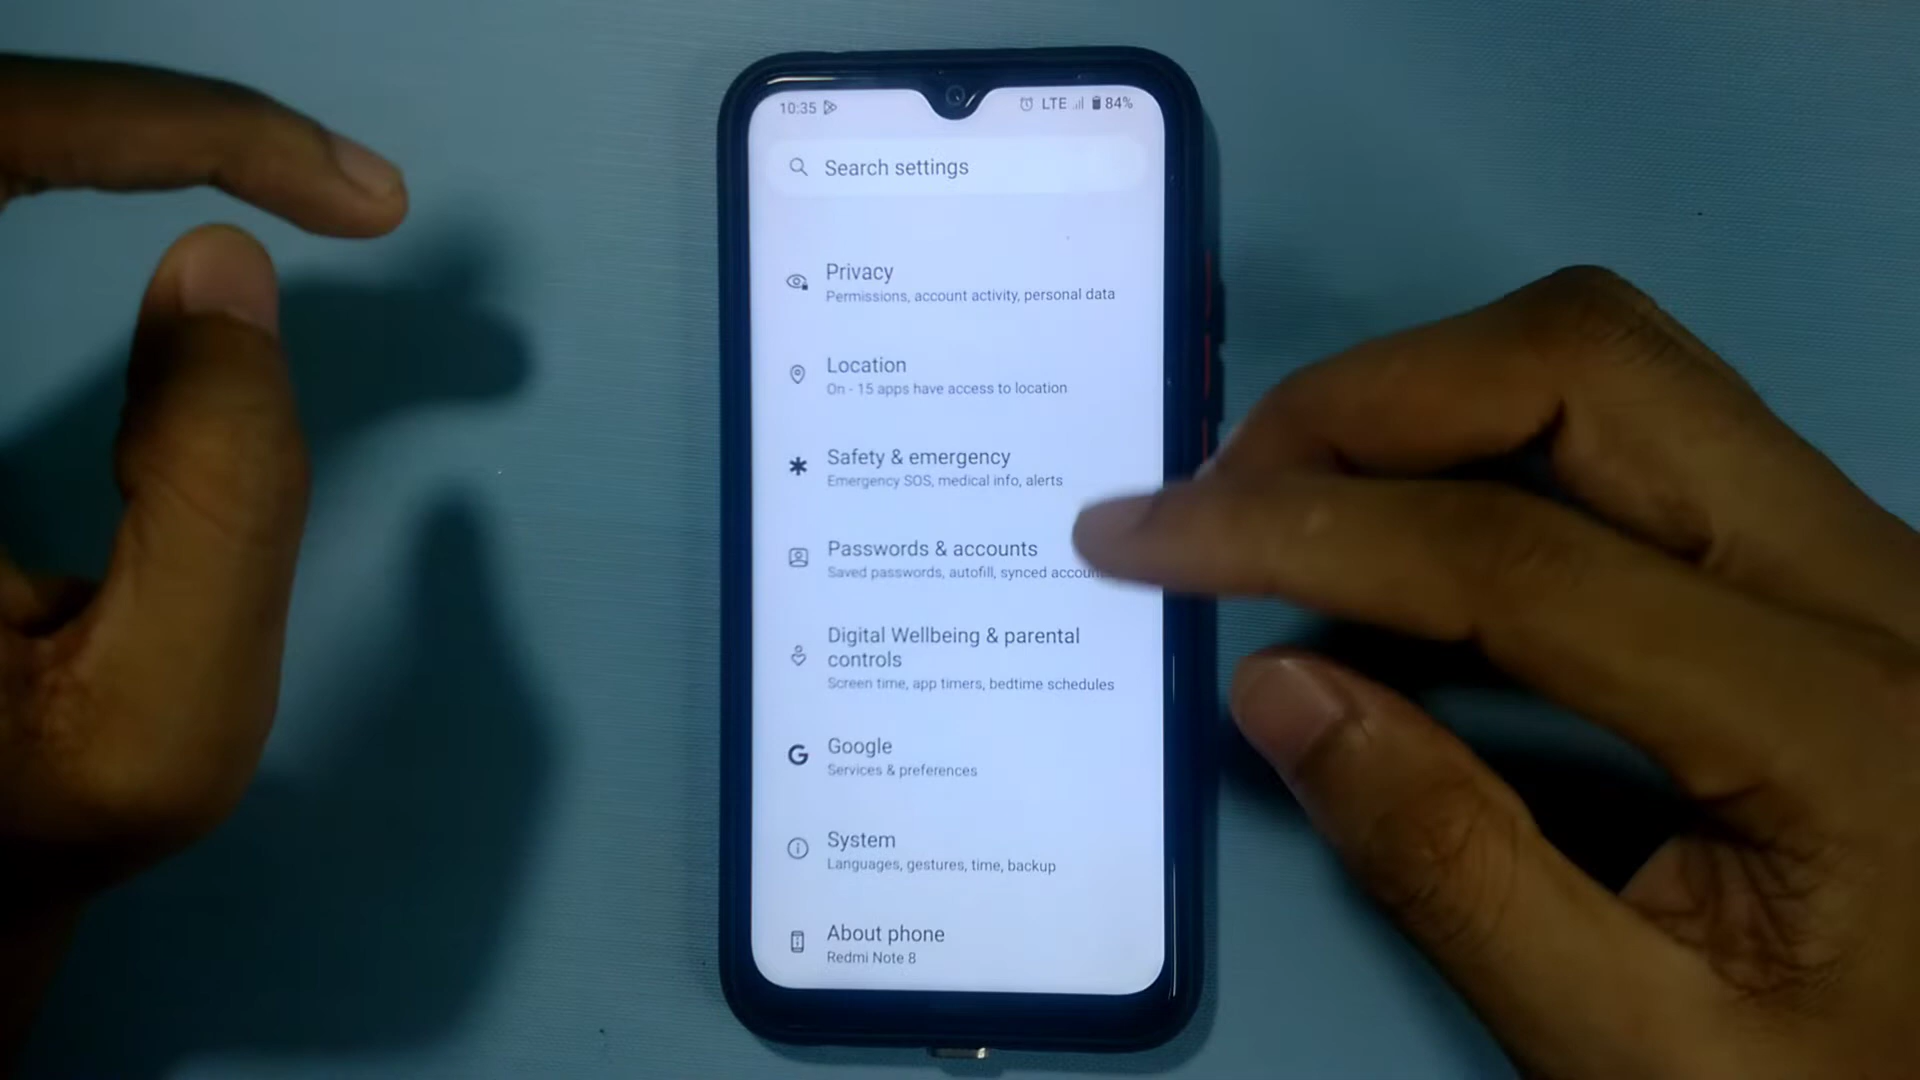 10:35 LTE 84%
Search settings
Privacy
Permissions, account activity, personal data
Location
On - 15 apps have access to location
Safety & emergency
Emergency SOS, medical info, alerts
Passwords & accounts
Saved passwords, autofill, synced
Digital Wellbeing & parental
controls
Screen time, app timers, bedtime schedules
G Google
Services & preferences
System
Languages, gestures, time, backup
About phone
Redmi Note 8